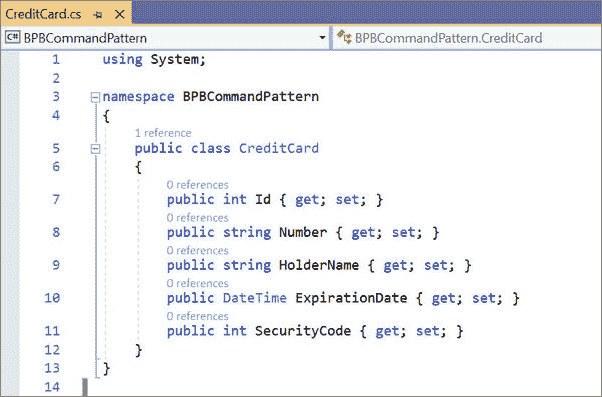 CreditCard.cs
C# BPBCommandPattern
BPBCommandPattern.CreditCard
1 using System;
2
3 namespace BPBCommandPattern
4 {
1 reference
5 public class CreditCard
6 {
0 references
7 public int Id { get; set; }
0 references
8 public string Number { get; set; }
0 references
9 public string HolderName { get; set; }
0 references
10 public DateTime ExpirationDate { get; set; }
0 references
11 public int SecurityCode { get; set; }
12 }
13 }
14